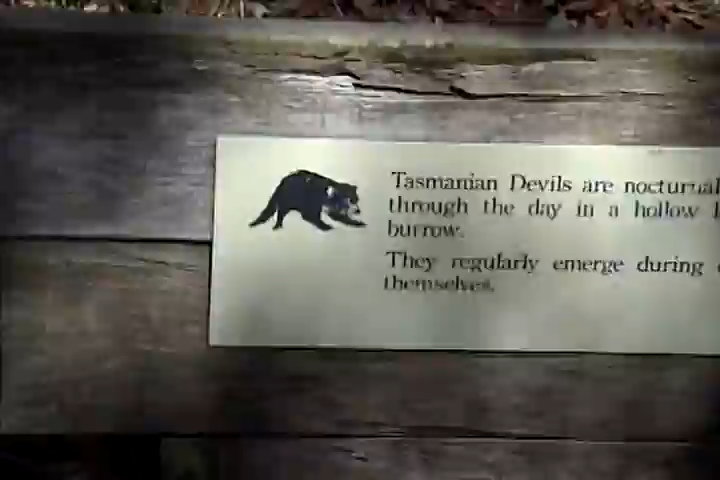 Tasmanian Devils are nocturnal
through the day in a hollow
burrow.
They regularly emerge during
themselves.